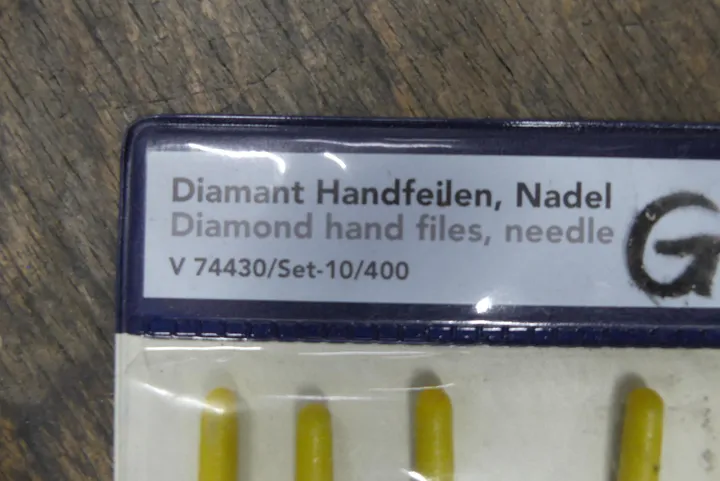 Diamant Handfeilen, Nadel
Diamond hand files, needle
V 74430/Set-10/400
G